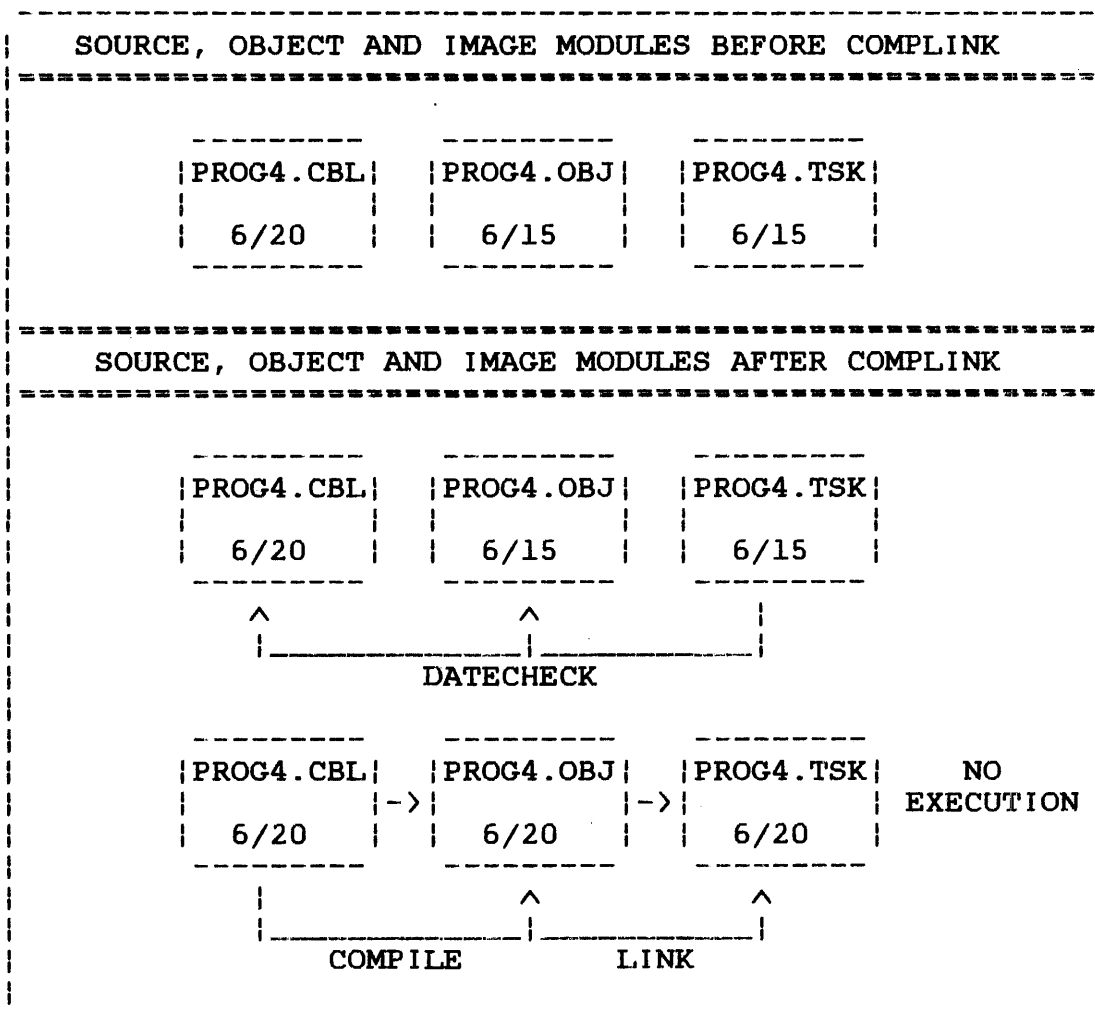 SOURCE, OBJECT AND IMAGE MODULES BEFORE COMPLINK
PROG4.CBL PROG4.OBJ PROG4.TSK
6/20 6/15 6/15
SOURCE, OBJECT AND IMAGE MODULES AFTER COMPLINK
PROG4.CBL PROG4.OBJ PROG4.TSK
6/20 6/15 6/15
DATECHECK
PROG4.CBL -> PROG4.OBJ -> PROG4.TSK NO
EXECUTION
6/20 6/20 6/20
COMPILE LINK